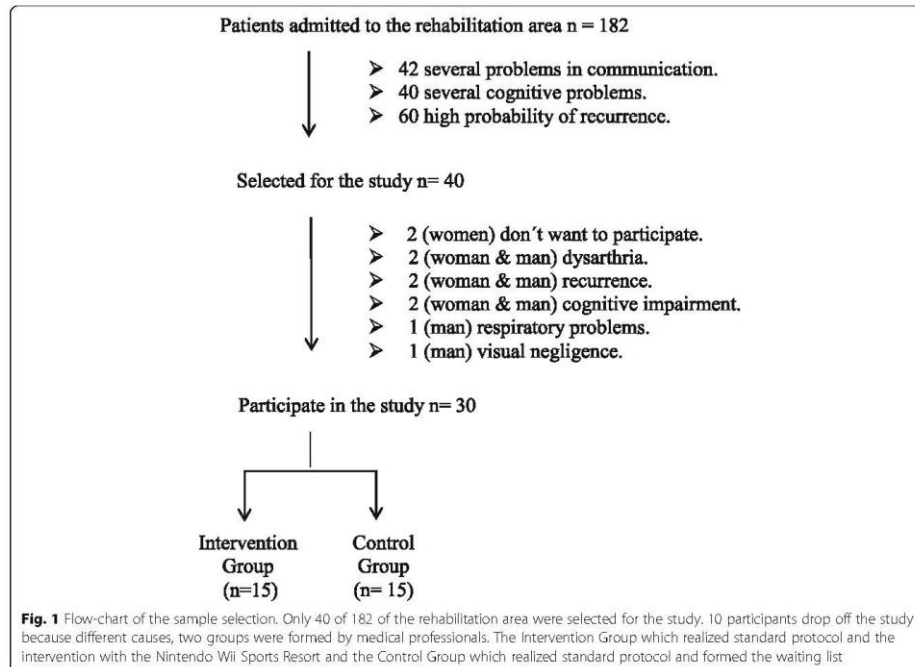 Patients admitted to the rehabilitation area n = 182
➢ 42 several problems in communication.
➢ 40 several cognitive problems.
➢ 60 high probability of recurrence.
Selected for the study n= 40
➢ 2 (women) don´t want to participate.
➢ 2 (woman & man) dysarthria.
➢ 2 (woman & man) recurrence.
➢ 2 (woman & man) cognitive impairment.
➢ 1 (man) respiratory problems.
➢ 1 (man) visual negligence.
Participate in the study n= 30
Intervention
Group
(n=15)
Control
Group
(n= 15)
Fig. 1 Flow-chart of the sample selection. Only 40 of 182 of the rehabilitation area were selected for the study. 10 participants drop off the study
because different causes, two groups were formed by medical professionals. The Intervention Group which realized standard protocol and the
intervention with the Nintendo Wii Sports Resort and the Control Group which realized standard protocol and formed the waiting list